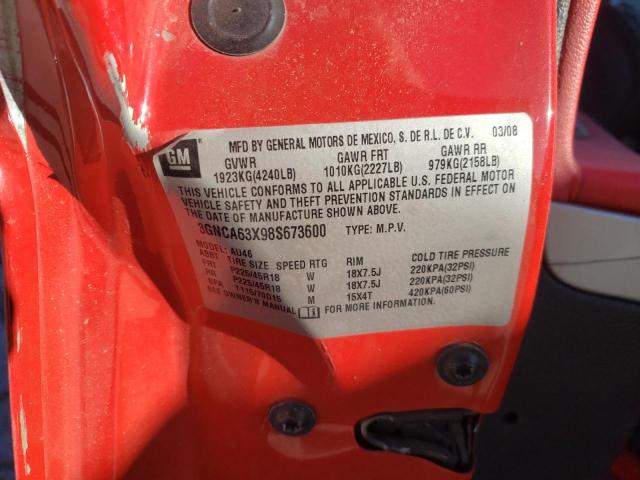 MFD BY GENERAL MOTORS DE MEXICO, S. DE R.L. DE C.V. 03/08
GM
GVWR GAWR FRT GAWR RR
1923KG(4240LB) 1010KG(2227LB) 979KG(2158LB)
THIS VEHICLE CONFORMS TO ALL APPLICABLE U.S. FEDERAL MOTOR
VEHICLE SAFETY AND THEFT PREVENTION STANDARDS IN EFFECT ON
THE DATE OF MANUFACTURE SHOWN ABOVE.
3GNCA63X98S673600 TYPE: M.P.V.
MODEL: AU46
ABBT TIRE SIZE SPEED RTG RIM COLD TIRE PRESSURE
FR P225/45R18 W 18X7.5J 220KPA(32PSI)
RR P225/45R18 W 18X7.5J 220KPA(32PSI)
SPA T115/70D15 M 15X4T 420KPA(60PSI)
SEE OWNER'S MANUAL FOR MORE INFORMATION.